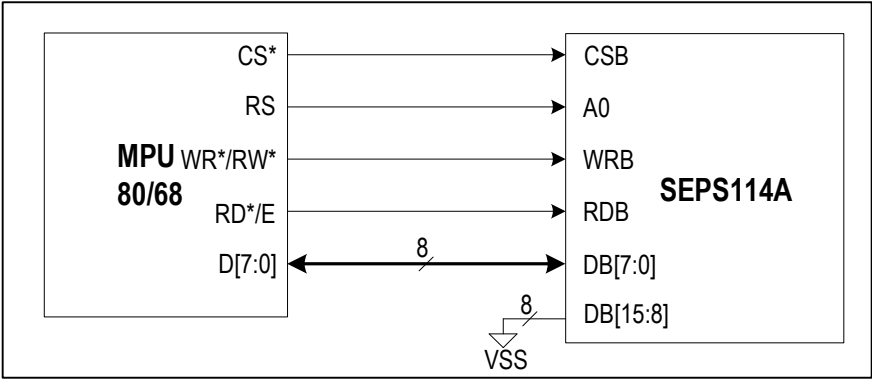 CS*
CSB
RS
A0
MPU
80/68
WR*/RW*
WRB
SEPS114A
RD*/E
RDB
8
D[7:0]
DB[7:0]
8
DB[15:8]
VSS